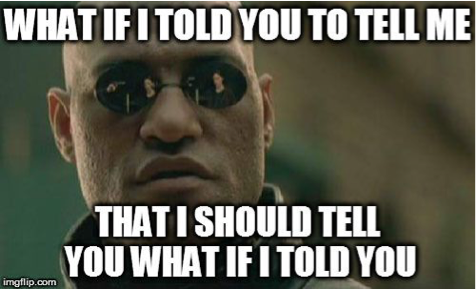 WHAT IF I TOLD YOU TO TELL ME
THAT I SHOULD TELL
YOU WHAT IF I TOLD YOU
imgflip.com